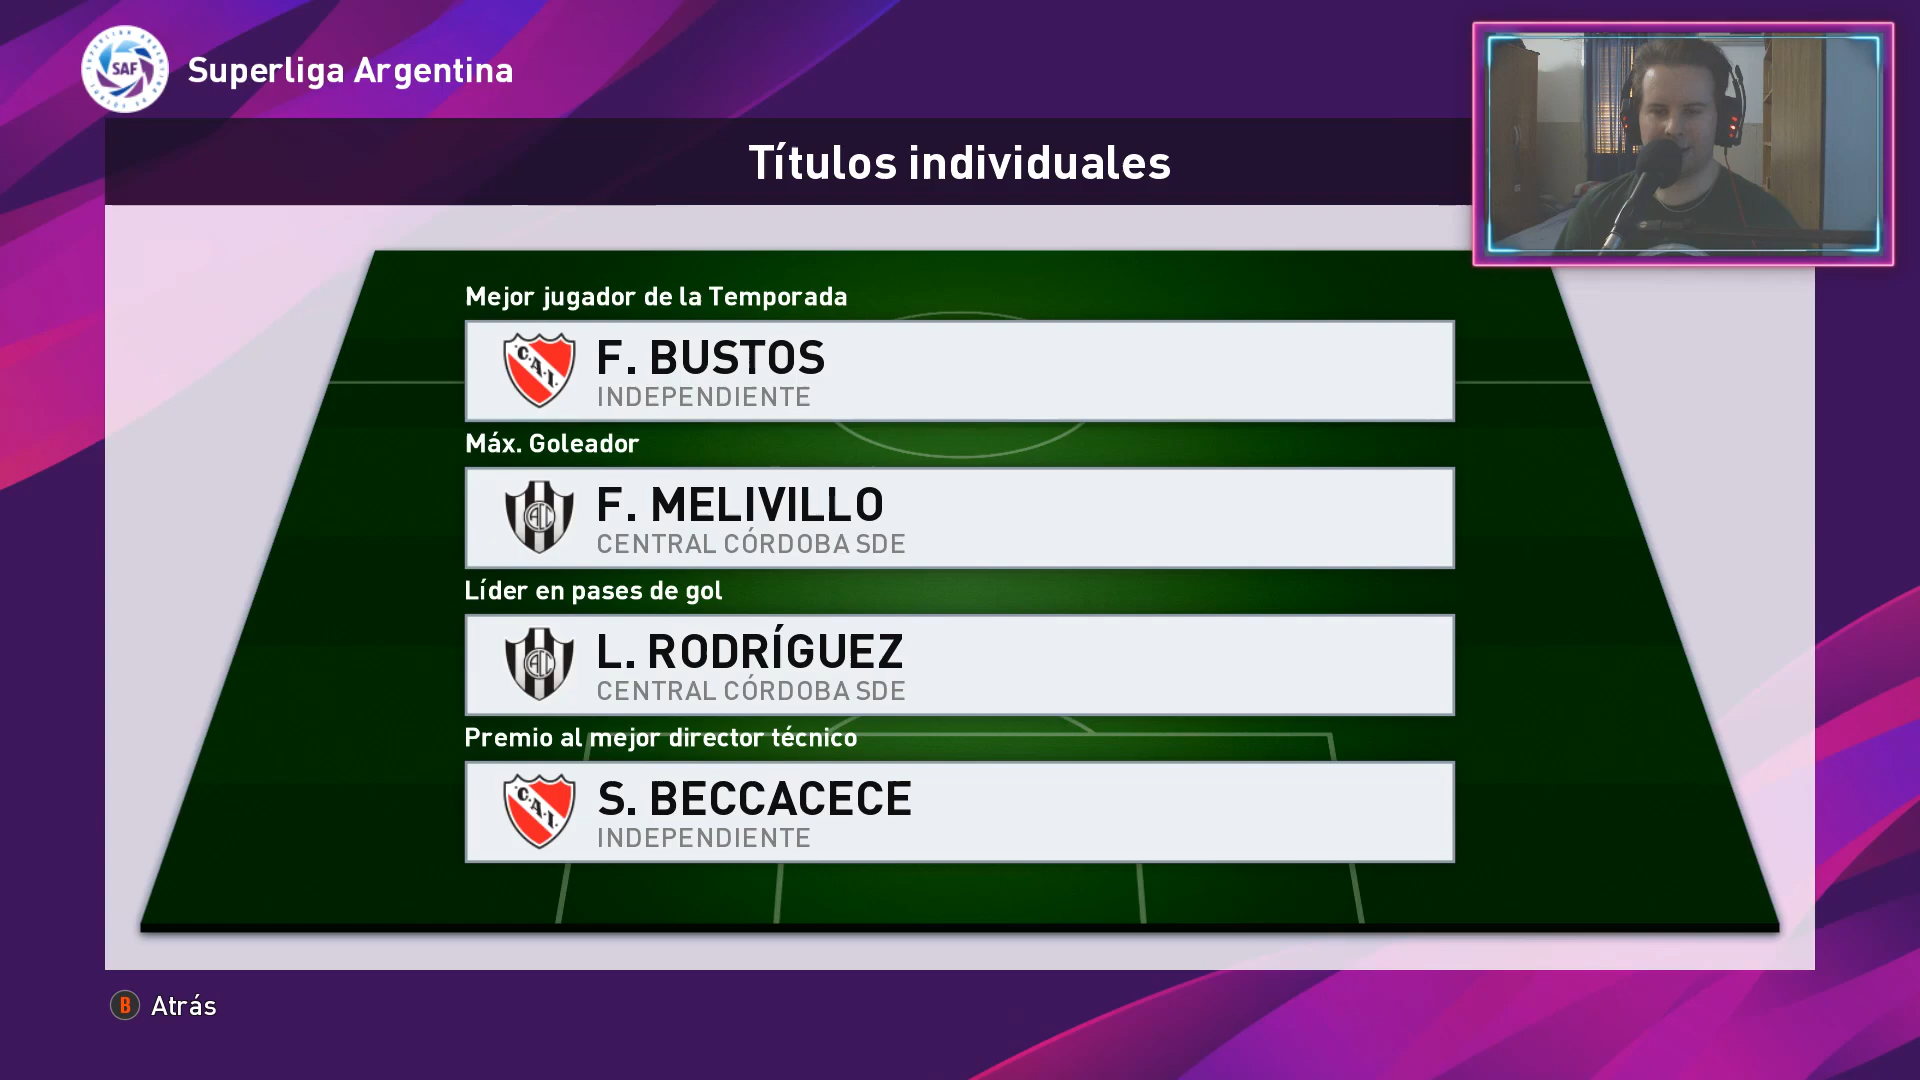 SAF
Superliga Argentina
Títulos individuales
Mejor jugador de la Temporada
C.A.I.
F. BUSTOS
INDEPENDIENTE
Máx. Goleador
F. MELIVILLO
CENTRAL CÓRDOBA SDE
Líder en pases de gol
L. RODRÍGUEZ
CENTRAL CÓRDOBA SDE
Premio al mejor director técnico
C.A.I.
S. BECCACECE
INDEPENDIENTE
B Atrás